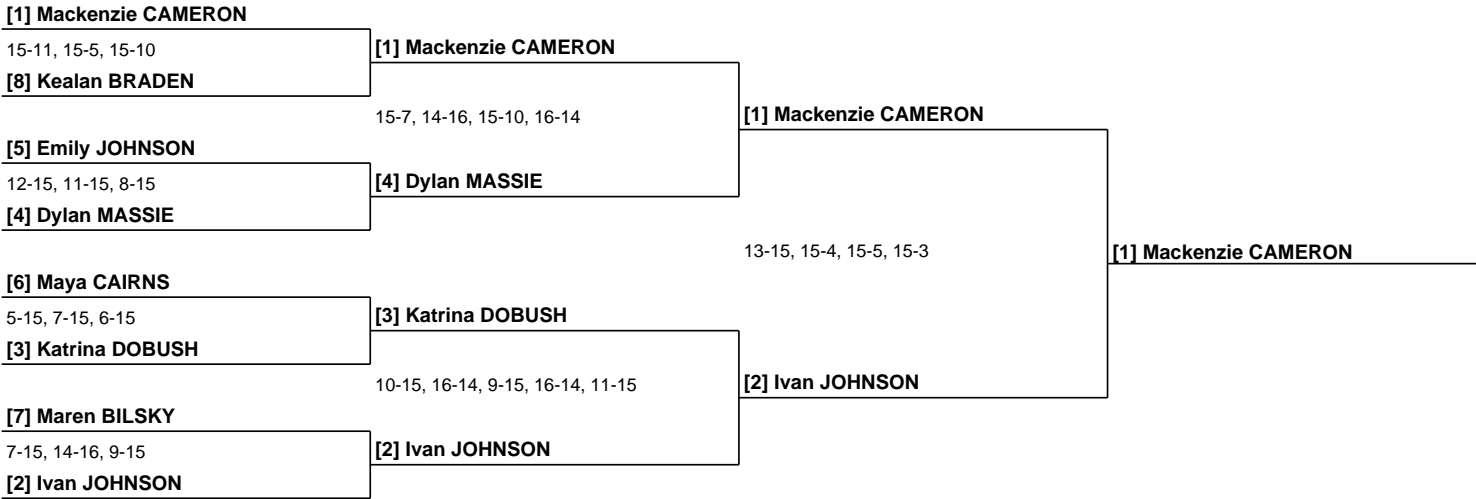 [1] Mackenzie CAMERON
15-11, 15-5, 15-10
[8] Kealan BRADEN
[5] Emily JOHNSON
12-15, 11-15, 8-15
[4] Dylan MASSIE
[6] Maya CAIRNS
5-15, 7-15, 6-15
[3] Katrina DOBUSH
[7] Maren BILSKY
7-15, 14-16, 9-15
[2] Ivan JOHNSON
[1] Mackenzie CAMERON
15-7, 14-16, 15-10, 16-14
[4] Dylan MASSIE
[3] Katrina DOBUSH
10-15, 16-14, 9-15, 16-14, 11-15
[2] Ivan JOHNSON
[1] Mackenzie CAMERON
13-15, 15-4, 15-5, 15-3
[2] Ivan JOHNSON
[1] Mackenzie CAMERON